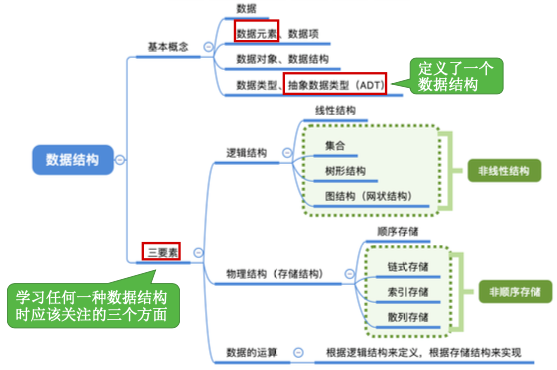 数据
数据元素、数据项
基本概念
数据对象、数据结构
数据类型、抽象数据类型（ADT）
定义了一个
数据结构
数据结构
线性结构
逻辑结构
集合
树形结构
图结构（网状结构）
非线性结构
三要素
学习任何一种数据结构
时应该关注的三个方面
顺序存储
物理结构（存储结构）
链式存储
索引存储
散列存储
非顺序存储
数据的运算
根据逻辑结构来定义，根据存储结构来实现